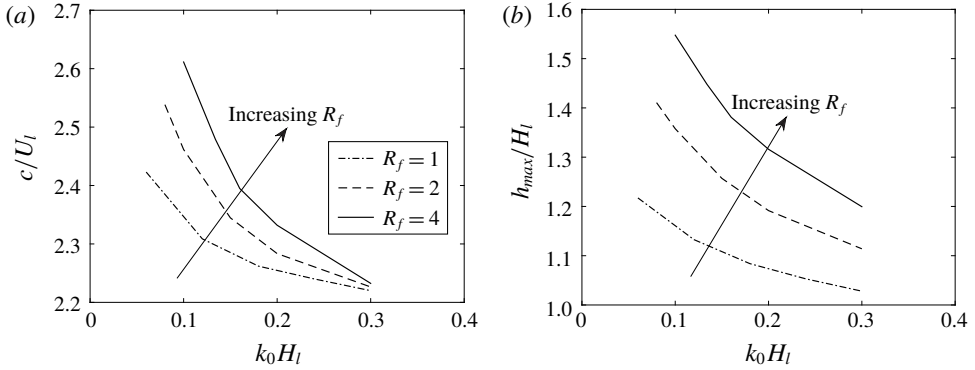 (a)
2.7
2.6
2.5
2.4
2.3
2.2
c/U_l
Increasing R_f
R_f = 1
R_f = 2
R_f = 4
0 0.1 0.2 0.3 0.4
k_0H_l
(b)
1.6
1.5
1.4
1.3
1.2
1.1
1.0
h_max/H_l
Increasing R_f
0 0.1 0.2 0.3 0.4
k_0H_l